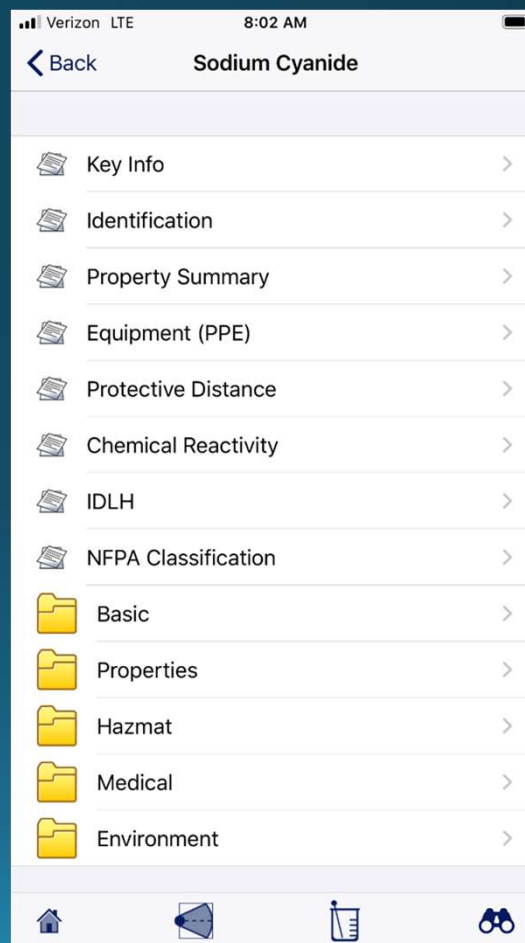 Verizon LTE 8:02 AM
Back Sodium Cyanide
Key Info
Identification
Property Summary
Equipment (PPE)
Protective Distance
Chemical Reactivity
IDLH
NFPA Classification
Basic
Properties
Hazmat
Medical
Environment